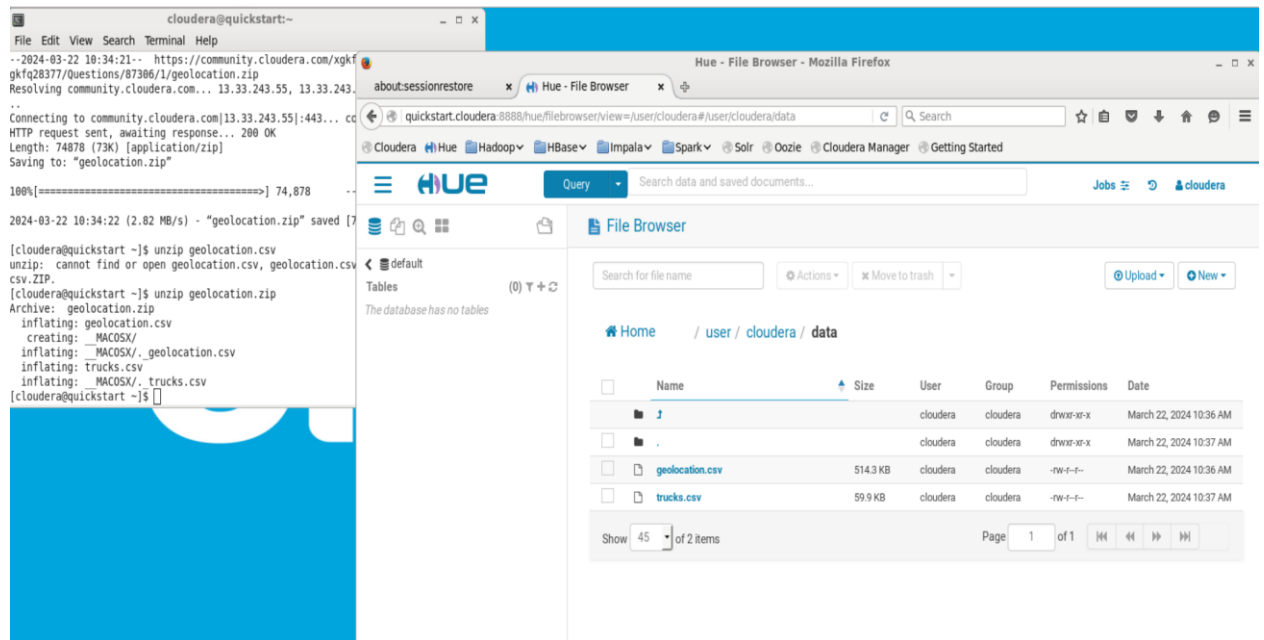 cloudera@quickstart:~
File Edit View Search Terminal Help
--2024-03-22 10:34:21-- https://community.cloudera.com/xgkf
gkfq28377/Questions/87306/1/geolocation.zip
Resolving community.cloudera.com... 13.33.243.55, 13.33.243.
..
Connecting to community.cloudera.com|13.33.243.55|:443... co
HTTP request sent, awaiting response... 200 OK
Length: 74878 (73K) [application/zip]
Saving to: “geolocation.zip”
100%[======================================>] 74,878 --
2024-03-22 10:34:22 (2.82 MB/s) - “geolocation.zip” saved [7
[cloudera@quickstart ~]$ unzip geolocation.csv
unzip: cannot find or open geolocation.csv, geolocation.csv
csv.ZIP.
[cloudera@quickstart ~]$ unzip geolocation.zip
Archive: geolocation.zip
inflating: geolocation.csv
creating: __MACOSX/
inflating: __MACOSX/._geolocation.csv
inflating: trucks.csv
inflating: __MACOSX/._trucks.csv
[cloudera@quickstart ~]$
Hue - File Browser - Mozilla Firefox
about:sessionrestore
Hue - File Browser
quickstart.cloudera:8888/hue/filebrowser/view=/user/cloudera#/user/cloudera/data
Search
Cloudera Hue Hadoop HBase Impala Spark Solr Oozie Cloudera Manager Getting Started
HUE
Query
Search data and saved documents...
Jobs
cloudera
default
Tables
(0)
The database has no tables
File Browser
Search for file name
Actions
Move to trash
Upload
New
Home / user / cloudera / data
Name Size User Group Permissions Date
cloudera cloudera drwxr-xr-x March 22, 2024 10:36 AM
. cloudera cloudera drwxr-xr-x March 22, 2024 10:37 AM
geolocation.csv 514.3 KB cloudera cloudera -rw-r--r-- March 22, 2024 10:36 AM
trucks.csv 59.9 KB cloudera cloudera -rw-r--r-- March 22, 2024 10:37 AM
Show 45 of 2 items
Page 1 of 1